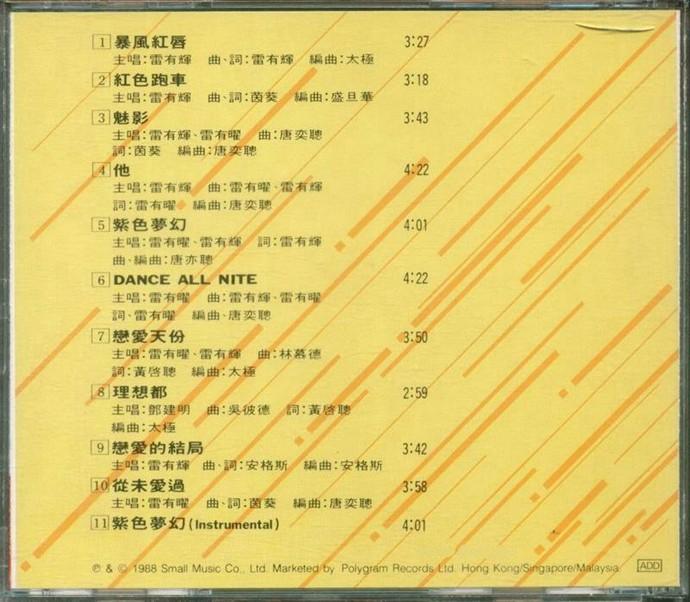 1 暴風紅唇 3:27
主唱:雷有輝 曲、詞:雷有輝 編曲:太極
2 紅色跑車 3:18
主唱:雷有輝 曲、詞:茵葵 編曲:盛旦華
3 魅影 3:43
主唱:雷有輝、雷有曜 曲:唐奕聰
詞:茵葵 編曲:唐奕聰
4 他 4:22
主唱:雷有輝 曲:雷有曜、雷有輝
詞:雷有曜 編曲:唐奕聰
5 紫色夢幻 4:01
主唱:雷有曜、雷有輝 詞:雷有輝
曲、編曲:唐亦聰
6 DANCE ALL NITE 4:22
主唱:雷有曜 曲:雷有輝、雷有曜
詞、雷有曜 編曲、唐奕聰
7 戀愛天份 3:50
主唱:雷有曜、雷有輝 曲:林慕德
詞:黃啓聰 編曲:太極
8 理想都 2:59
主唱:鄧建明 曲:吳彼德 詞:黃啓聰
編曲:太極
9 戀愛的結局 3:42
主唱:雷有輝 曲、詞:安格斯 編曲:安格斯
10 從未愛過 3:58
主唱:雷有曜 曲、詞:茵葵 編曲:唐奕聰
11 紫色夢幻(Instrumental) 4:01
℗ & © 1988 Small Music Co., Ltd. Marketed by Polygram Records Ltd. Hong Kong/Singapore/Malaysia. ADD